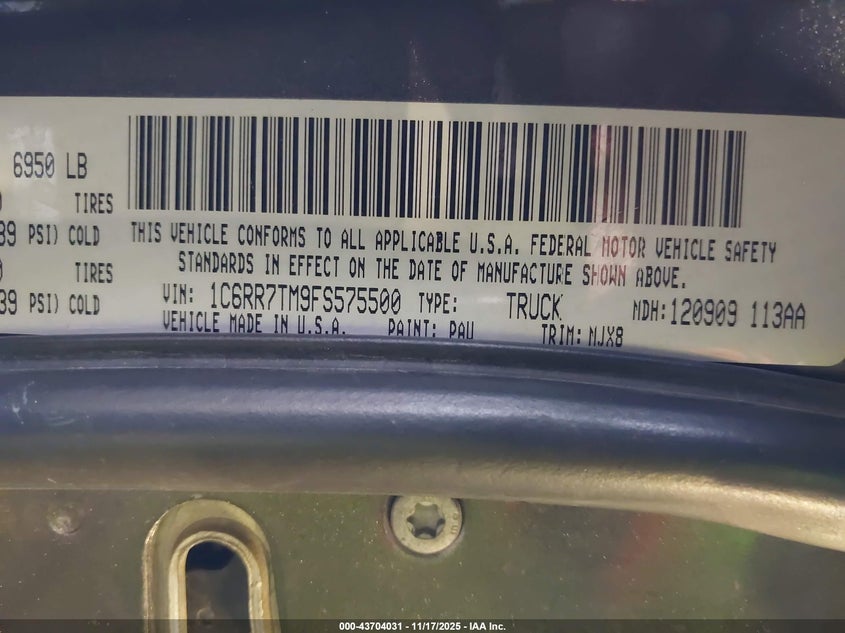 6950 LB
TIRES
39 PSI) COLD
TIRES
39 PSI) COLD
THIS VEHICLE CONFORMS TO ALL APPLICABLE U.S.A. FEDERAL MOTOR VEHICLE SAFETY
STANDARDS IN EFFECT ON THE DATE OF MANUFACTURE SHOWN ABOVE.
VIN: 1C6RR7TM9FS575500 TYPE: TRUCK MDH: 120909 113AA
VEHICLE MADE IN U.S.A. PAINT: PAU TRIM: MJX8
000-43704031 - 11/17/2025 - IAA Inc.